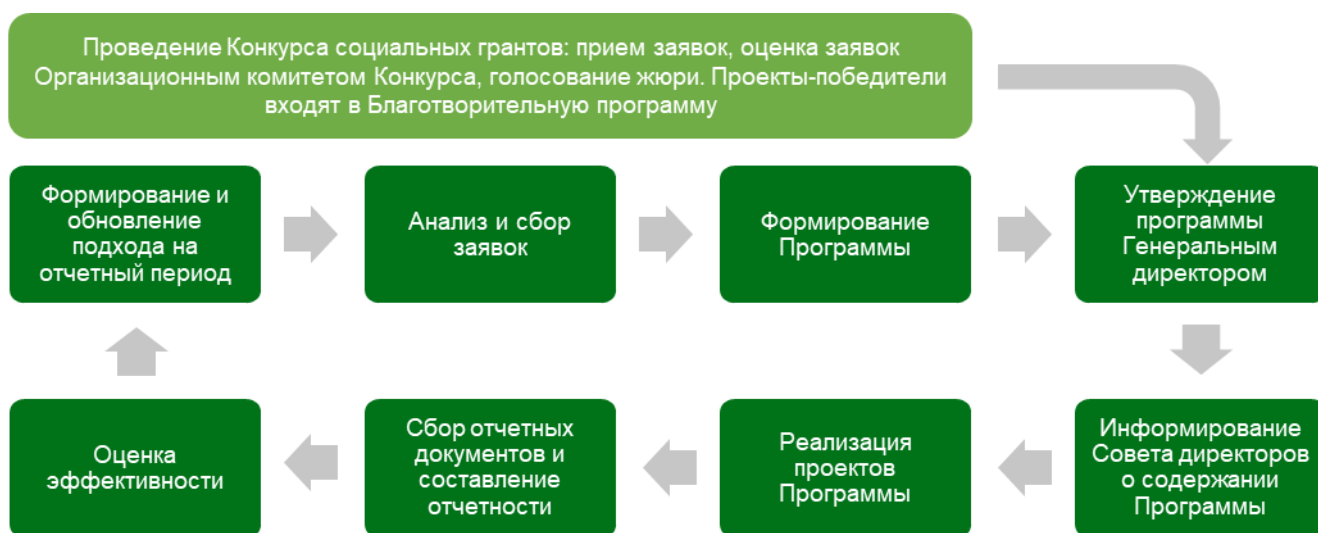 Проведение Конкурса социальных грантов: прием заявок, оценка заявок
Организационным комитетом Конкурса, голосование жюри. Проекты-победители
входят в Благотворительную программу
Формирование и
обновление
подхода на
отчетный период
Анализ и сбор
заявок
Формирование
Программы
Утверждение
программы
Генеральным
директором
Информирование
Совета директоров
о содержании
Программы
Реализация
проектов
Программы
Сбор отчетных
документов и
составление
отчетности
Оценка
эффективности